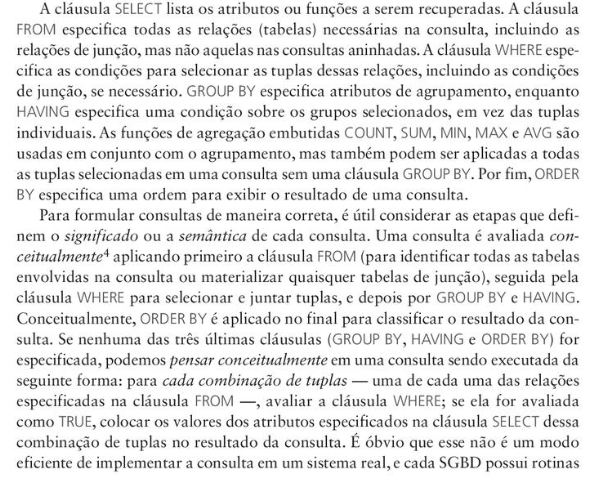 A cláusula SELECT lista os atributos ou funções a serem recuperadas. A cláusula
FROM especifica todas as relações (tabelas) necessárias na consulta, incluindo as
relações de junção, mas não aquelas nas consultas aninhadas. A cláusula WHERE espe-
cifica as condições para selecionar as tuplas dessas relações, incluindo as condições
de junção, se necessário. GROUP BY especifica atributos de agrupamento, enquanto
HAVING especifica uma condição sobre os grupos selecionados, em vez das tuplas
individuais. As funções de agregação embutidas COUNT, SUM, MIN, MAX e AVG são
usadas em conjunto com o agrupamento, mas também podem ser aplicadas a todas
as tuplas selecionadas em uma consulta sem uma cláusula GROUP BY. Por fim, ORDER
BY especifica uma ordem para exibir o resultado de uma consulta.
Para formular consultas de maneira correta, é útil considerar as etapas que defi-
nem o significado ou a semântica de cada consulta. Uma consulta é avaliada con-
ceitualmente⁴ aplicando primeiro a cláusula FROM (para identificar todas as tabelas
envolvidas na consulta ou materializar quaisquer tabelas de junção), seguida pela
cláusula WHERE para selecionar e juntar tuplas, e depois por GROUP BY e HAVING.
Conceitualmente, ORDER BY é aplicado no final para classificar o resultado da con-
sulta. Se nenhuma das três últimas cláusulas (GROUP BY, HAVING e ORDER BY) for
especificada, podemos pensar conceitualmente em uma consulta sendo executada da
seguinte forma: para cada combinação de tuplas — uma de cada uma das relações
especificadas na cláusula FROM —, avaliar a cláusula WHERE; se ela for avaliada
como TRUE, colocar os valores dos atributos especificados na cláusula SELECT dessa
combinação de tuplas no resultado da consulta. É óbvio que esse não é um modo
eficiente de implementar a consulta em um sistema real, e cada SGBD possui rotinas